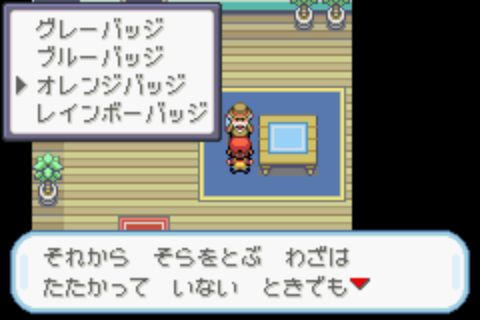 グレーバッジ
ブルーバッジ
▶オレンジバッジ
レインボーバッジ
それから　そらをとぶ　わざは
たたかって　いない　ときでも▼